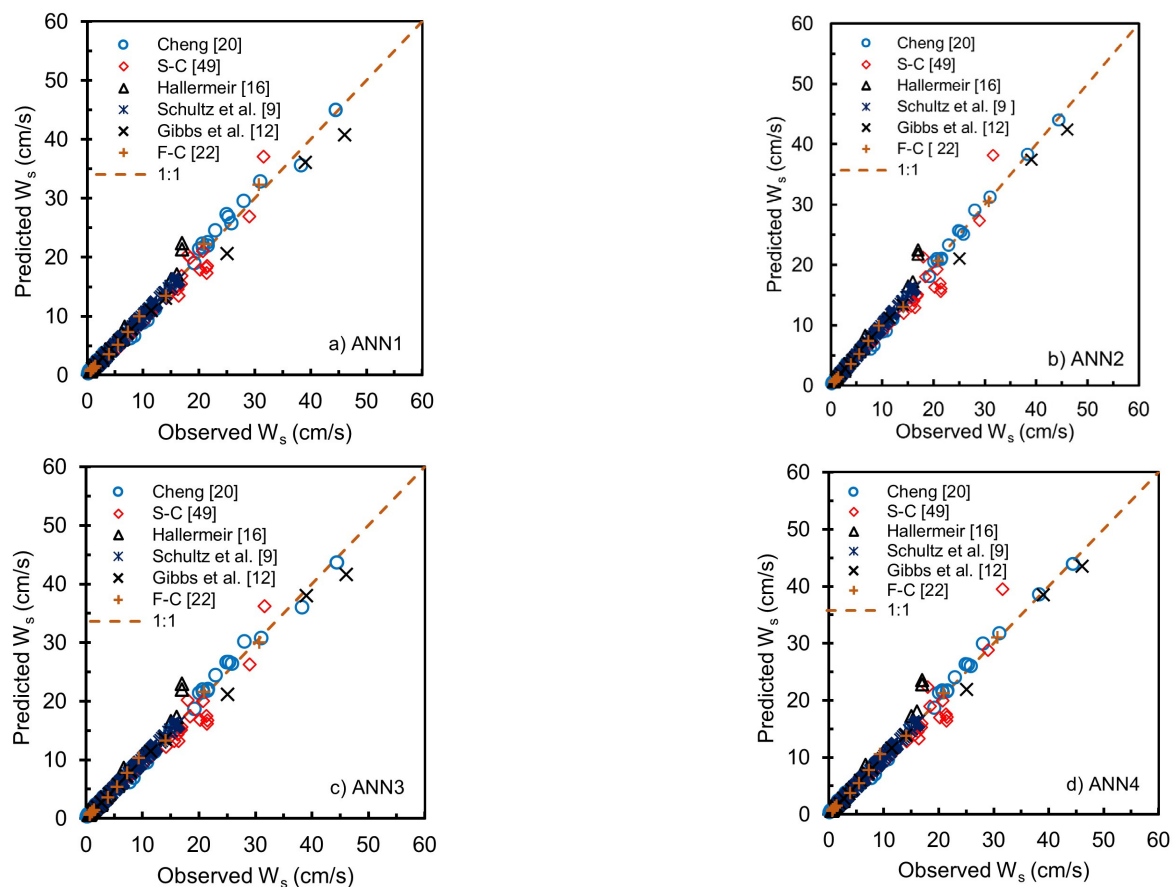 60
50
40
30
20
10
0
Predicted Wₛ (cm/s)
Cheng [20]
S-C [49]
Hallermeir [16]
Schultz et al. [9]
Gibbs et al. [12]
F-C [22]
1:1
a) ANN1
0 10 20 30 40 50 60
Observed Wₛ (cm/s)
60
50
40
30
20
10
0
Predicted Wₛ (cm/s)
Cheng [20]
S-C [49]
Hallermeir [16]
Schultz et al. [9 ]
Gibbs et al. [12]
F-C [ 22]
1:1
b) ANN2
0 10 20 30 40 50 60
Observed Wₛ (cm/s)
60
50
40
30
20
10
0
Predicted Wₛ (cm/s)
Cheng [20]
S-C [49]
Hallermeir [16]
Schultz et al. [9]
Gibbs et al. [12]
F-C [22]
1:1
c) ANN3
0 10 20 30 40 50 60
Observed Wₛ (cm/s)
60
50
40
30
20
10
0
Predicted Wₛ (cm/s)
Cheng [20]
S-C [49]
Hallermeir [16]
Schultz et al. [9]
Gibbs et al. [12]
F-C [22]
1:1
d) ANN4
0 10 20 30 40 50 60
Observed Wₛ (cm/s)